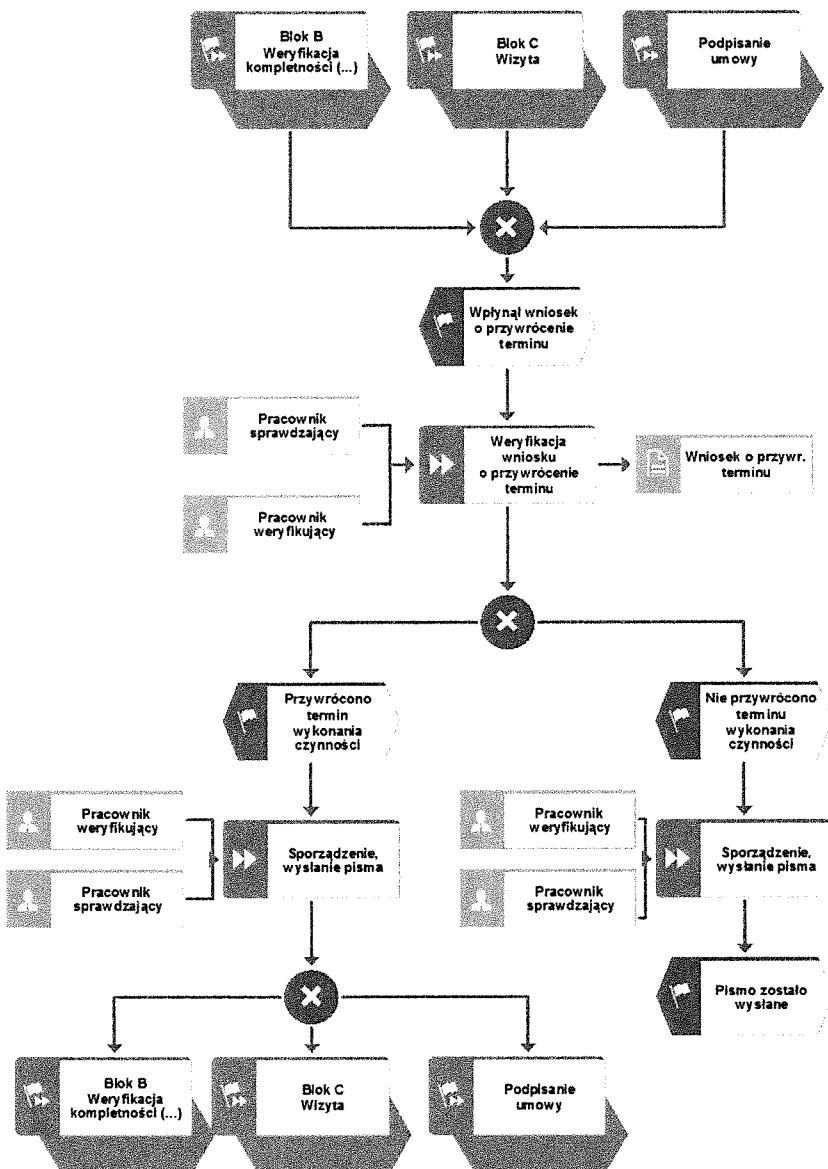 Blok B
Weryfikacja
kompletności (...)
Blok C
Wizyta
Podpisanie
umowy
Wpłynął wniosek
o przywrócenie
terminu
Pracownik
sprawdzający
Pracownik
weryfikujący
Weryfikacja
wniosku
o przywrócenie
terminu
Wniosek o przywr.
terminu
Przywrócono
termin
wykonania
czynności
Nie przywrócono
terminu
wykonania
czynności
Pracownik
weryfikujący
Pracownik
sprawdzający
Sporządzenie,
wysłanie pisma
Pracownik
weryfikujący
Pracownik
sprawdzający
Sporządzenie,
wysłanie pisma
Pismo zostało
wysłane
Blok B
Weryfikacja
kompletności (...)
Blok C
Wizyta
Podpisanie
umowy